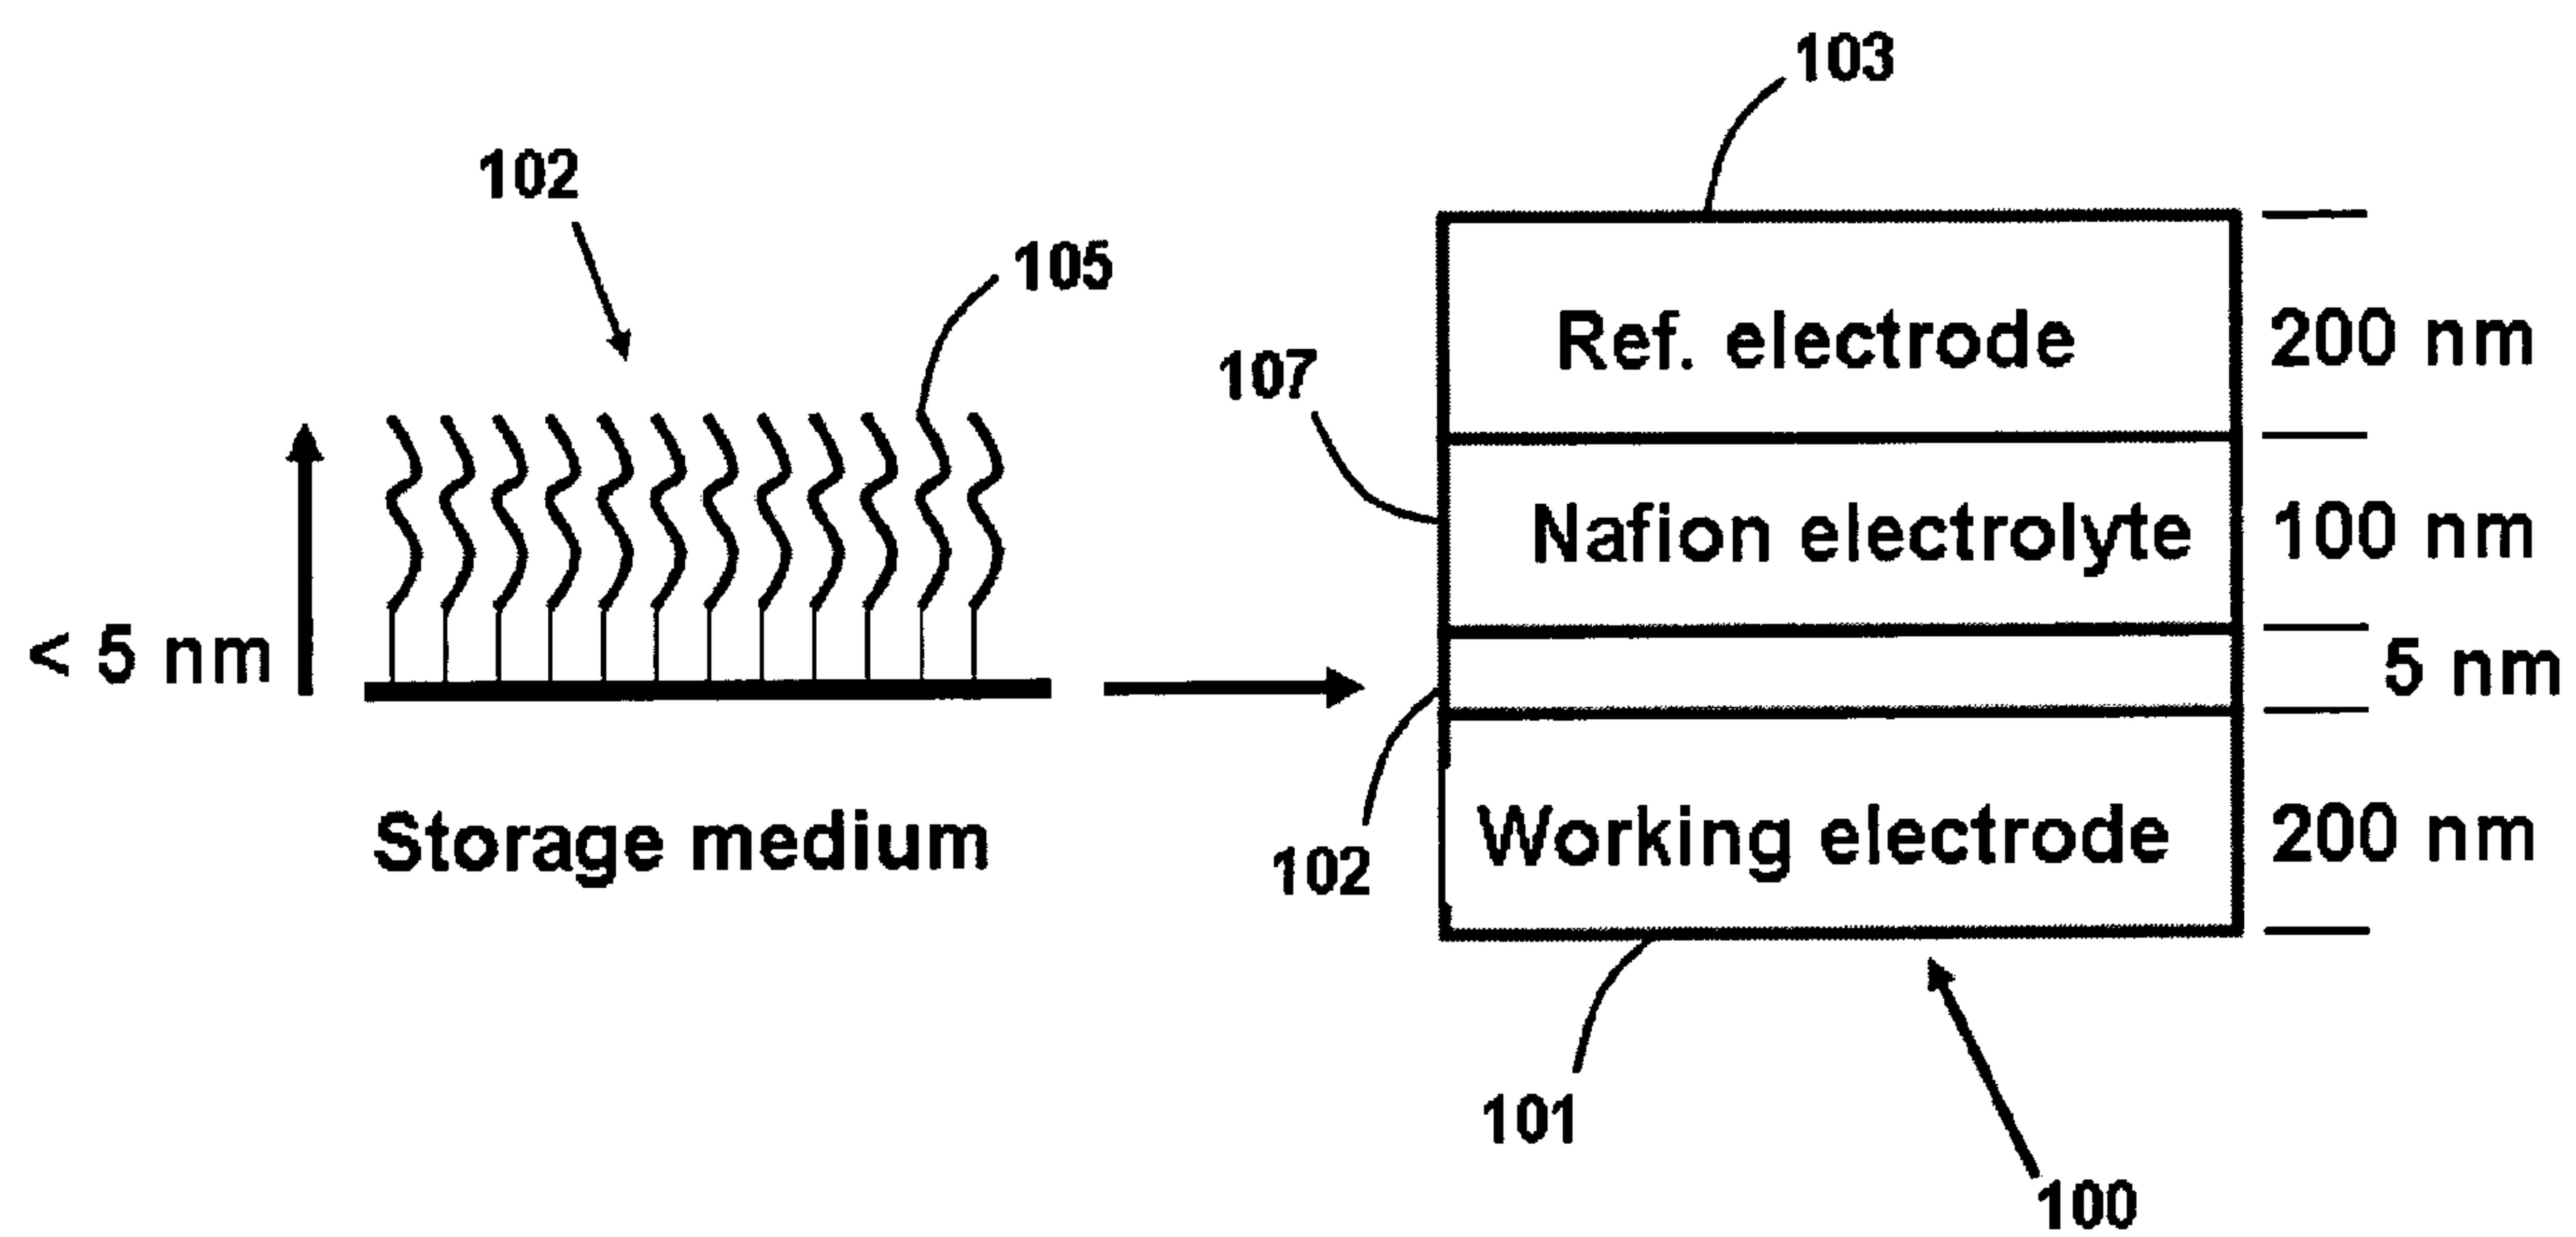 103
102
105
107
Ref. electrode
200 nm
Nafion electrolyte
100 nm
< 5 nm
5 nm
Storage medium
102
Working electrode
200 nm
101
100